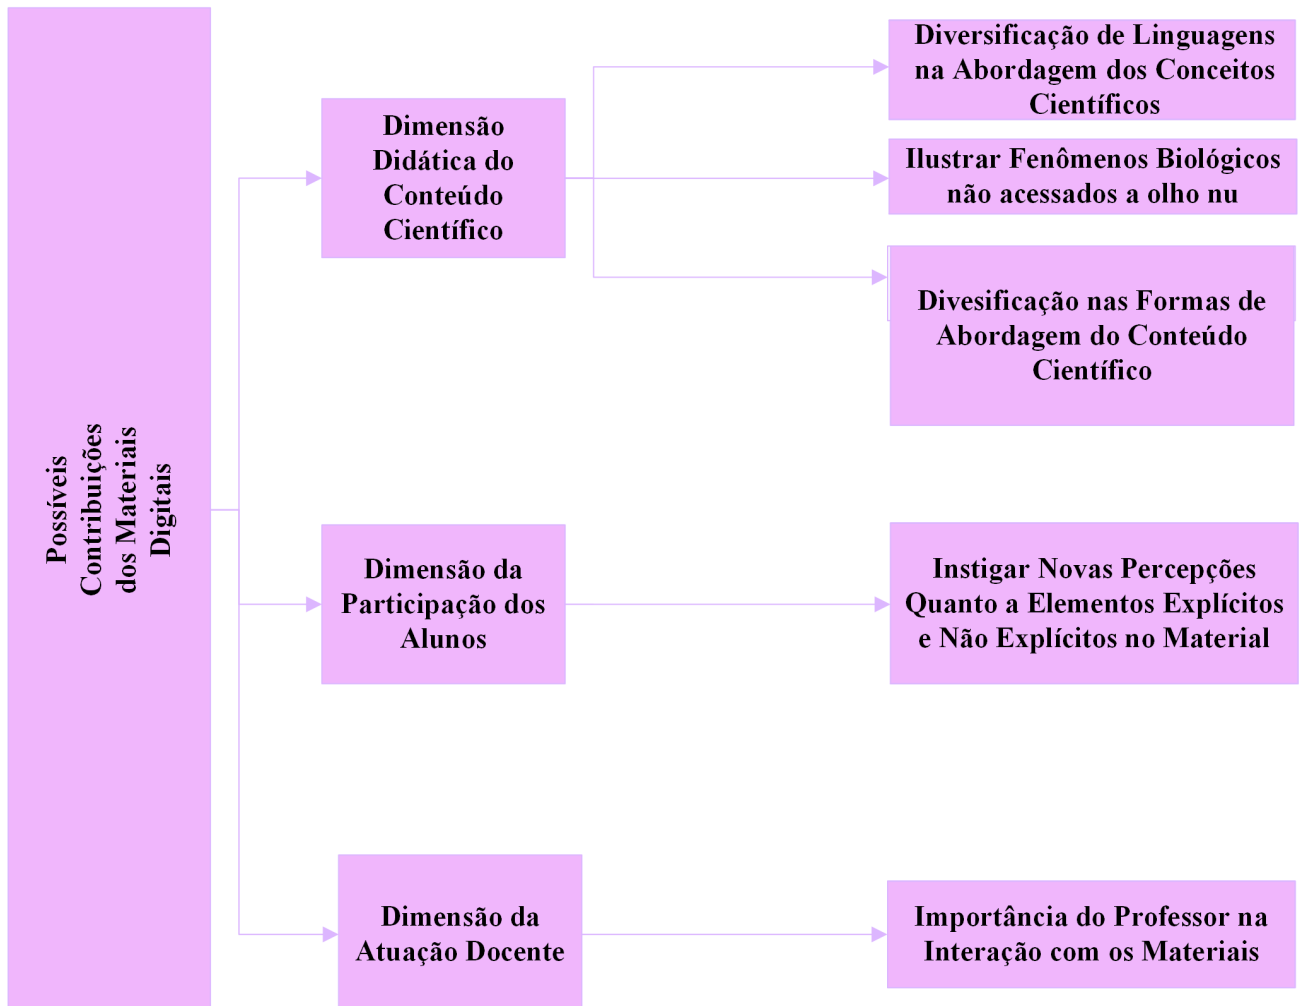 Possíveis
Contribuições
dos Materiais
Digitais
Dimensão
Didática do
Conteúdo
Científico
Diversificação de Linguagens
na Abordagem dos Conceitos
Científicos
Ilustrar Fenômenos Biológicos
não acessados a olho nu
Divesificação nas Formas de
Abordagem do Conteúdo
Científico
Dimensão da
Participação dos
Alunos
Instigar Novas Percepções
Quanto a Elementos Explícitos
e Não Explícitos no Material
Dimensão da
Atuação Docente
Importância do Professor na
Interação com os Materiais